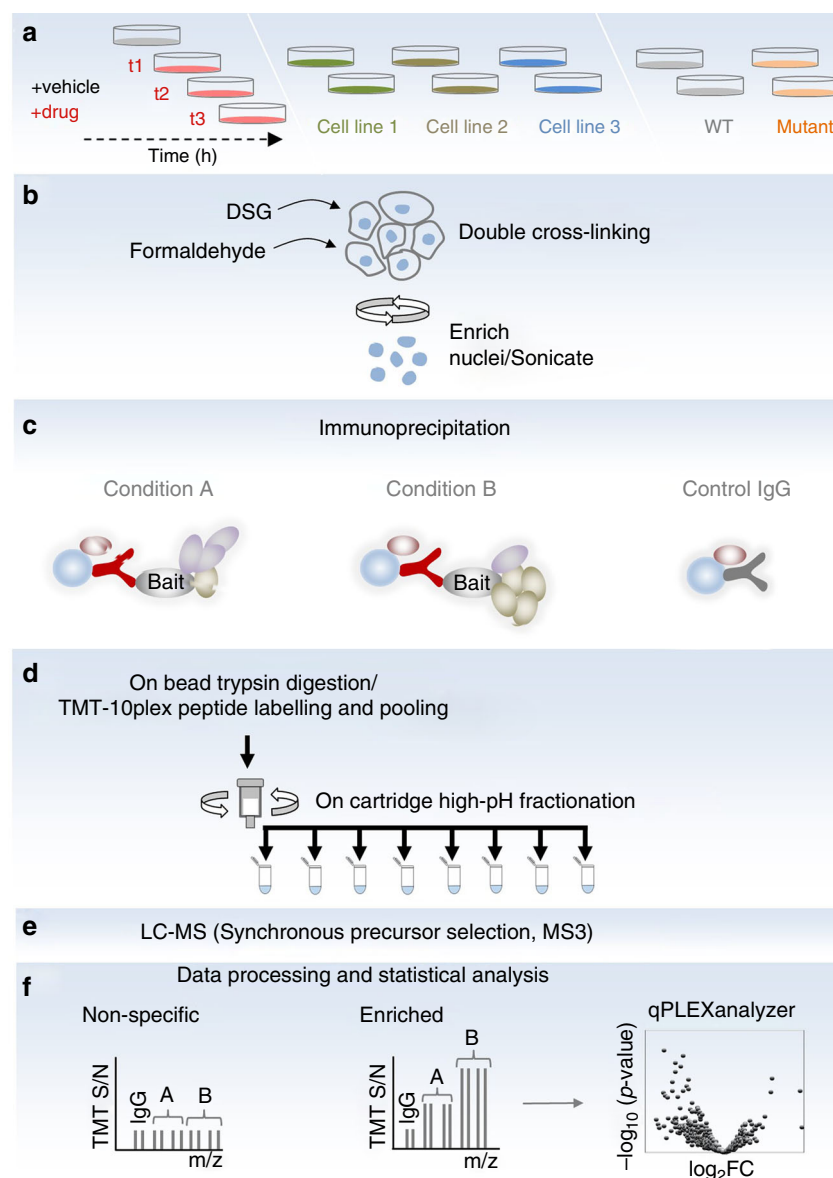 a
+vehicle
+drug
t1
t2
t3
Time (h)
Cell line 1
Cell line 2
Cell line 3
WT
Mutant
b
DSG
Formaldehyde
Double cross-linking
Enrich
nuclei/Sonicate
c
Immunoprecipitation
Condition A
Condition B
Control IgG
Bait
Bait
d
On bead trypsin digestion/
TMT-10plex peptide labelling and pooling
On cartridge high-pH fractionation
e
LC-MS (Synchronous precursor selection, MS3)
f
Data processing and statistical analysis
Non-specific
TMT S/N
IgG
A
B
m/z
Enriched
TMT S/N
IgG
A
B
m/z
qPLEXanalyzer
–log10 (p-value)
log2FC